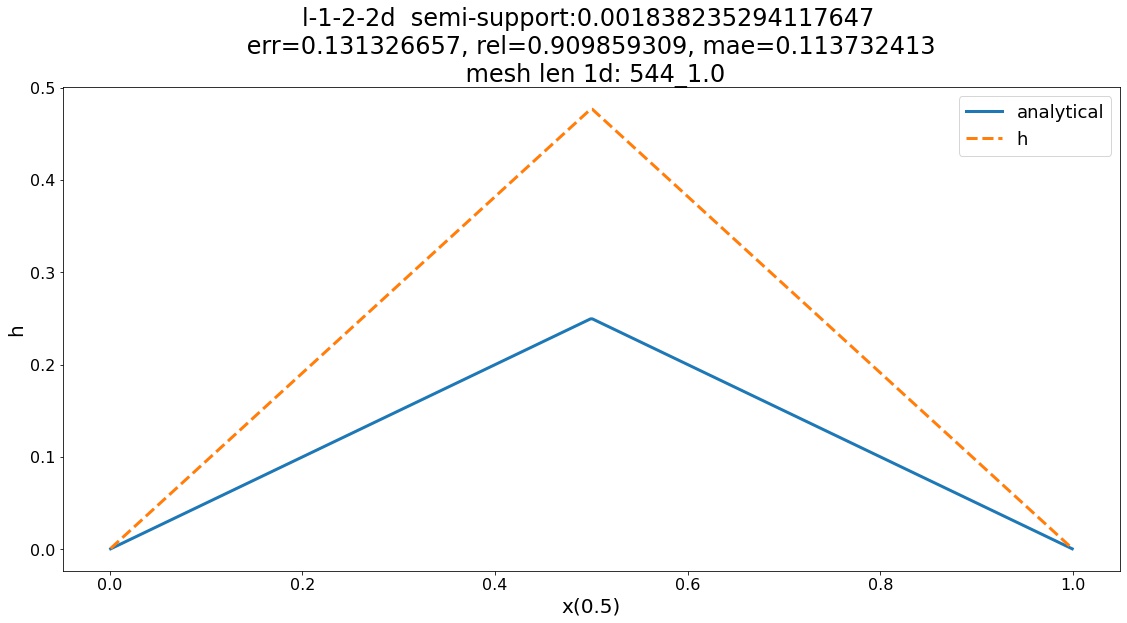 l-1-2-2d  semi-support:0.001838235294117647
err=0.131326657, rel=0.909859309, mae=0.113732413
mesh len 1d: 544_1.0
analytical
h
0.5
0.4
0.3
0.2
0.1
0.0
h
0.0
0.2
0.4
0.6
0.8
1.0
x(0.5)